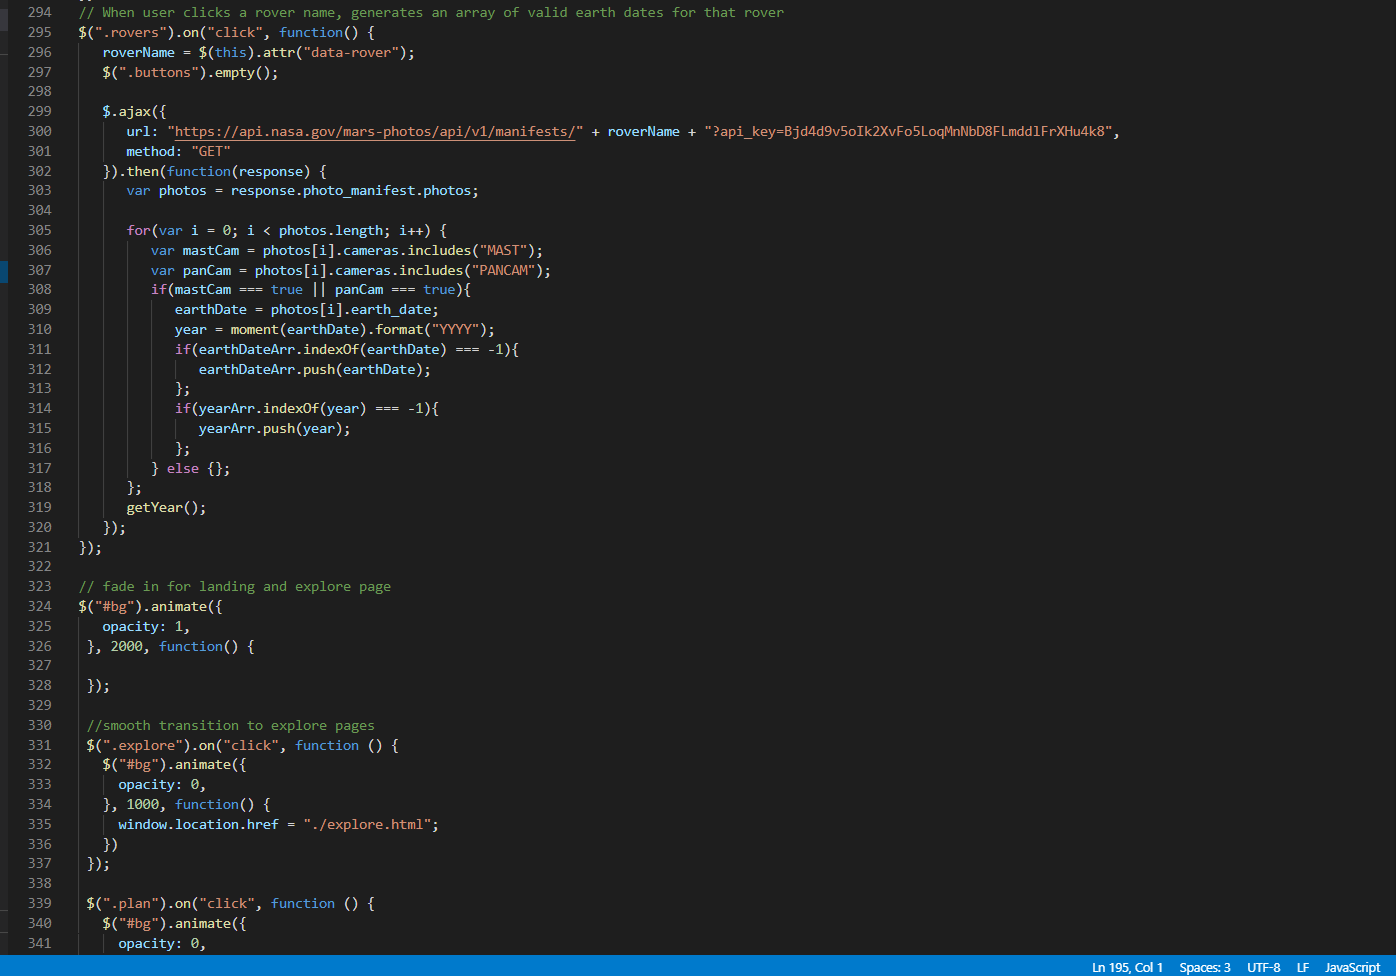 294 // When user clicks a rover name, generates an array of valid earth dates for that rover
295 $(".rovers").on("click", function() {
296 roverName = $(this).attr("data-rover");
297 $(".buttons").empty();
298
299 $.ajax({
300 url: "https://api.nasa.gov/mars-photos/api/v1/manifests/" + roverName + "?api_key=Bjd4d9v5oIk2XvFo5LoqMnNbD8FLmddlFrXHu4k8",
301 method: "GET"
302 }).then(function(response) {
303 var photos = response.photo_manifest.photos;
304
305 for(var i = 0; i < photos.length; i++) {
306 var mastCam = photos[i].cameras.includes("MAST");
307 var panCam = photos[i].cameras.includes("PANCAM");
308 if(mastCam === true || panCam === true){
309 earthDate = photos[i].earth_date;
310 year = moment(earthDate).format("YYYY");
311 if(earthDateArr.indexOf(earthDate) === -1){
312 earthDateArr.push(earthDate);
313 };
314 if(yearArr.indexOf(year) === -1){
315 yearArr.push(year);
316 };
317 } else {};
318 };
319 getYear();
320 });
321 });
322
323 // fade in for landing and explore page
324 $("#bg").animate({
325 opacity: 1,
326 }, 2000, function() {
327
328 });
329
330 //smooth transition to explore pages
331 $(".explore").on("click", function () {
332 $("#bg").animate({
333 opacity: 0,
334 }, 1000, function() {
335 window.location.href = "./explore.html";
336 })
337 });
338
339 $(".plan").on("click", function () {
340 $("#bg").animate({
341 opacity: 0,
Ln 195, Col 1 Spaces: 3 UTF-8 LF JavaScript